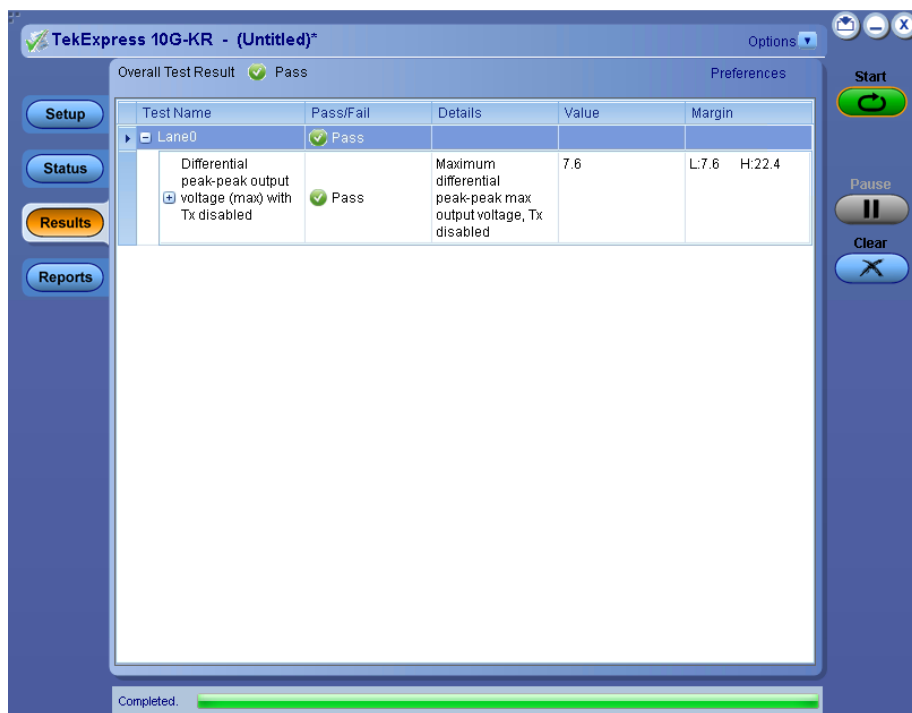 TekExpress 10G-KR - (Untitled)*
Options
Overall Test Result Pass
Preferences
Start
Setup
Status
Results
Reports
Test Name Pass/Fail Details Value Margin
Lane0 Pass
Differential
peak-peak output
voltage (max) with
Tx disabled
Pass
Maximum
differential
peak-peak max
output voltage, Tx
disabled
7.6
L:7.6 H:22.4
Pause
Clear
Completed.